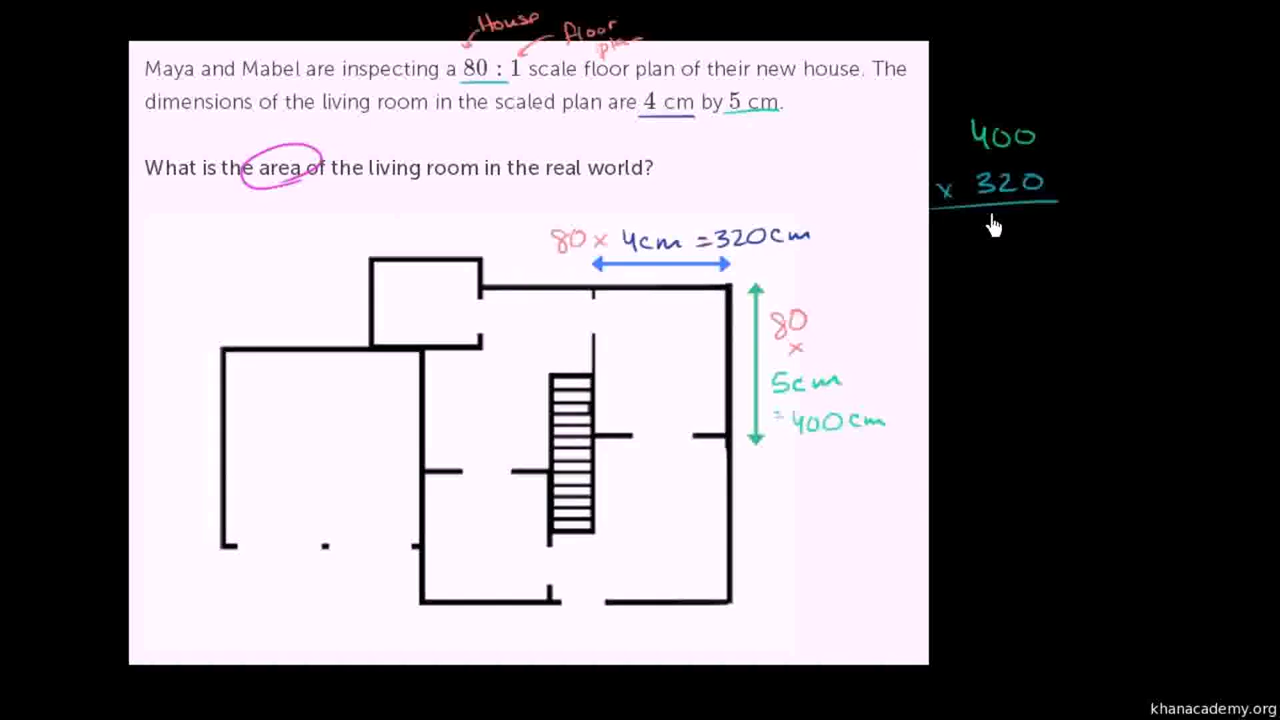 House
floor
plan
Maya and Mabel are inspecting a 80 : 1 scale floor plan of their new house. The
dimensions of the living room in the scaled plan are 4 cm by 5 cm.
What is the area of the living room in the real world?
400
x 320
80 x 4cm = 320cm
80
x
5cm
= 400cm
khanacademy.org